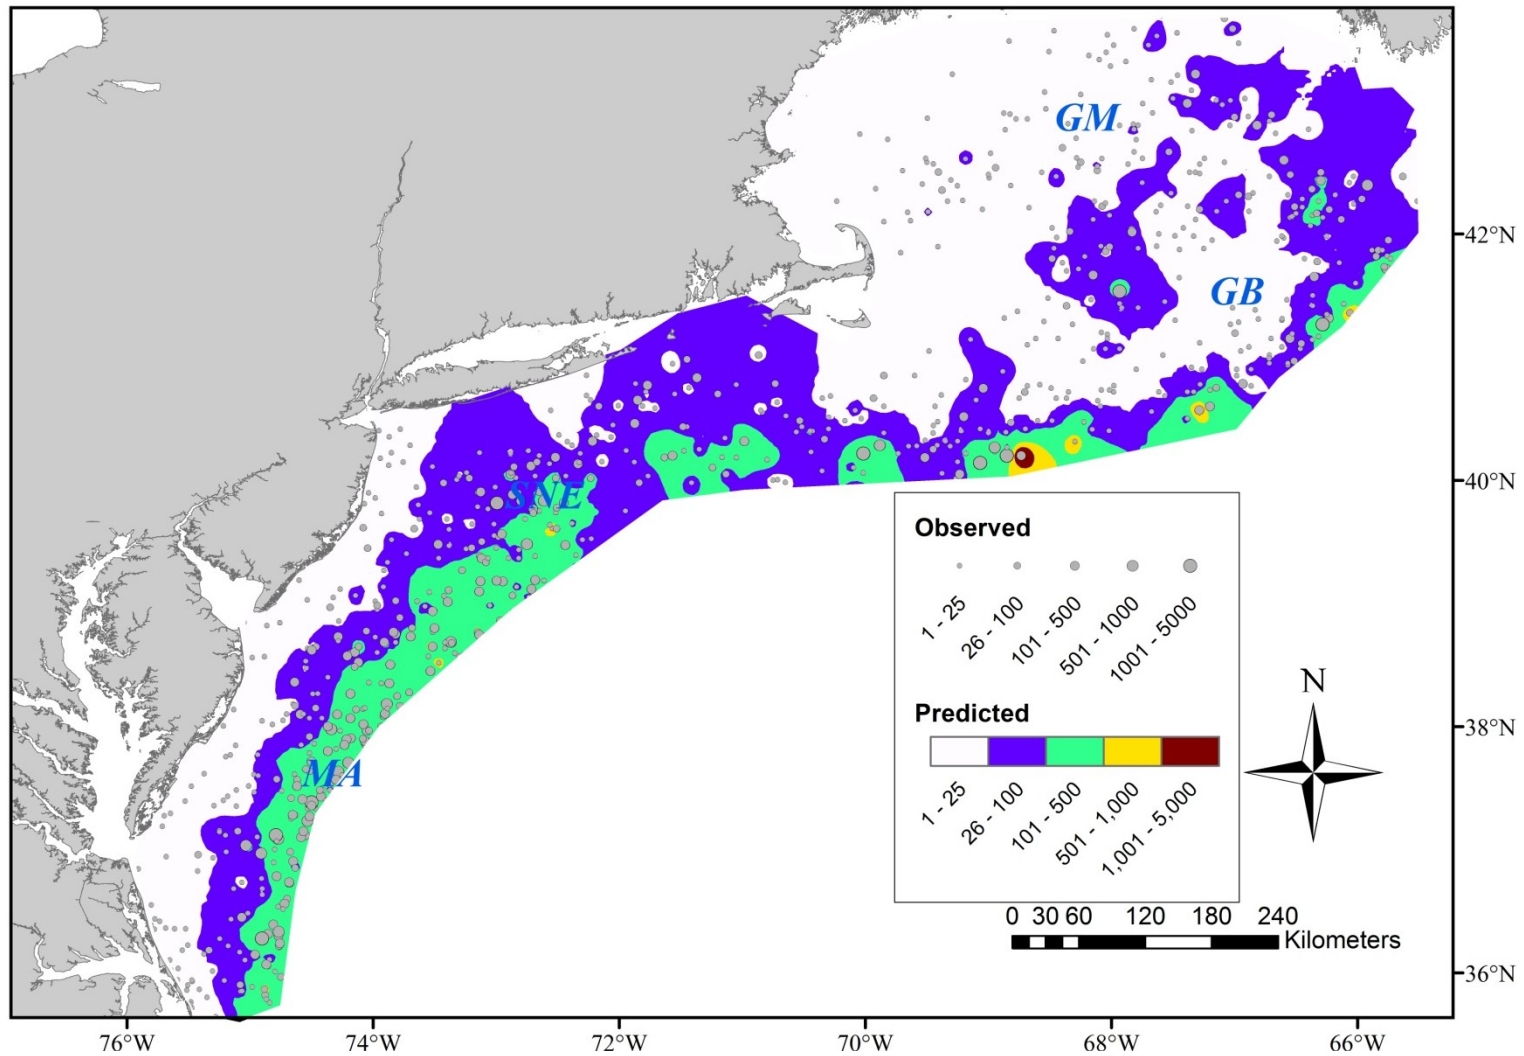 GM
42°N
GB
SNE
40°N
Observed
1 - 25
26 - 100
101 - 500
501 - 1000
1001 - 5000
N
Predicted
38°N
MA
1 - 25
26 - 100
101 - 500
501 - 1,000
1,001 - 5,000
0 30 60 120 180 240
Kilometers
36°N
76°W 74°W 72°W 70°W 68°W 66°W